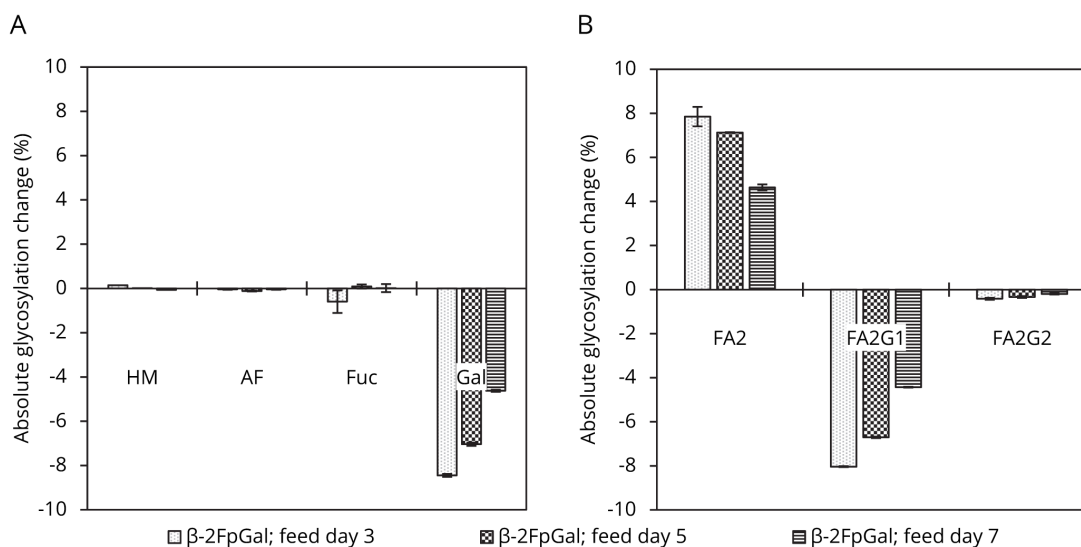 A
B
Absolute glycosylation change (%)
10
8
6
4
2
0
-2
-4
-6
-8
-10
HM
AF
Fuc
Gal
Absolute glycosylation change (%)
10
8
6
4
2
0
-2
-4
-6
-8
-10
FA2
FA2G1
FA2G2
β-2FpGal; feed day 3
β-2FpGal; feed day 5
β-2FpGal; feed day 7